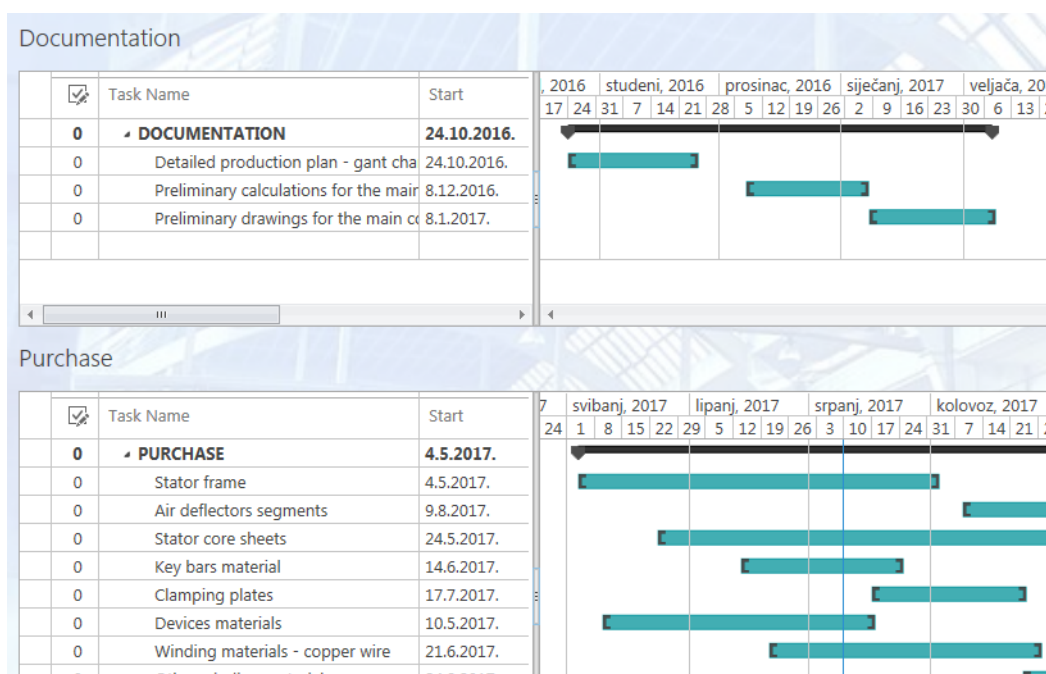 Documentation
Task Name Start , 2016 studeni, 2016 prosinac, 2016 siječanj, 2017 veljača, 20
17 24 31 7 14 21 28 5 12 19 26 2 9 16 23 30 6 13
0 DOCUMENTATION 24.10.2016.
0 Detailed production plan - gant cha 24.10.2016.
0 Preliminary calculations for the mair 8.12.2016.
0 Preliminary drawings for the main co 8.1.2017.
Purchase
Task Name Start 7 svibanj, 2017 lipanj, 2017 srpanj, 2017 kolovoz, 2017
24 1 8 15 22 29 5 12 19 26 3 10 17 24 31 7 14 21
0 PURCHASE 4.5.2017.
0 Stator frame 4.5.2017.
0 Air deflectors segments 9.8.2017.
0 Stator core sheets 24.5.2017.
0 Key bars material 14.6.2017.
0 Clamping plates 17.7.2017.
0 Devices materials 10.5.2017.
0 Winding materials - copper wire 21.6.2017.